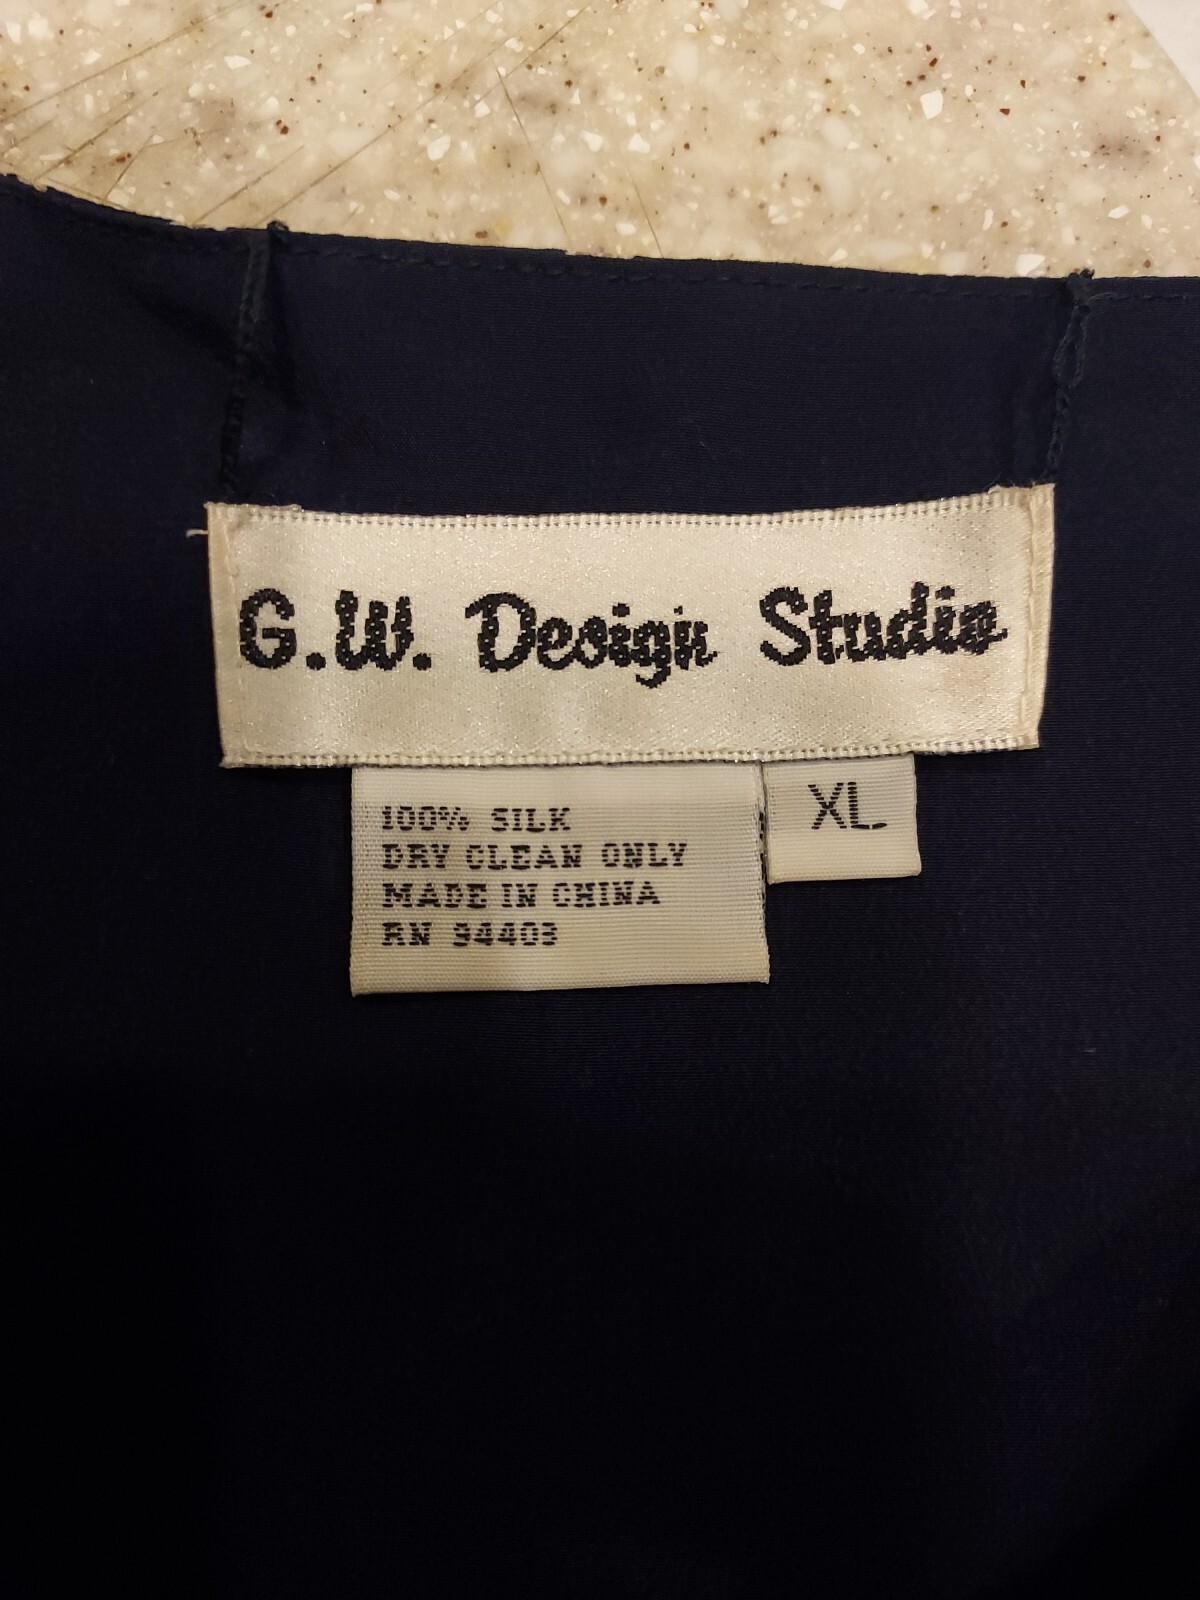 G.W. Design Studio
100% SILK
DRY CLEAN ONLY
MADE IN CHINA
RN 94403
XL